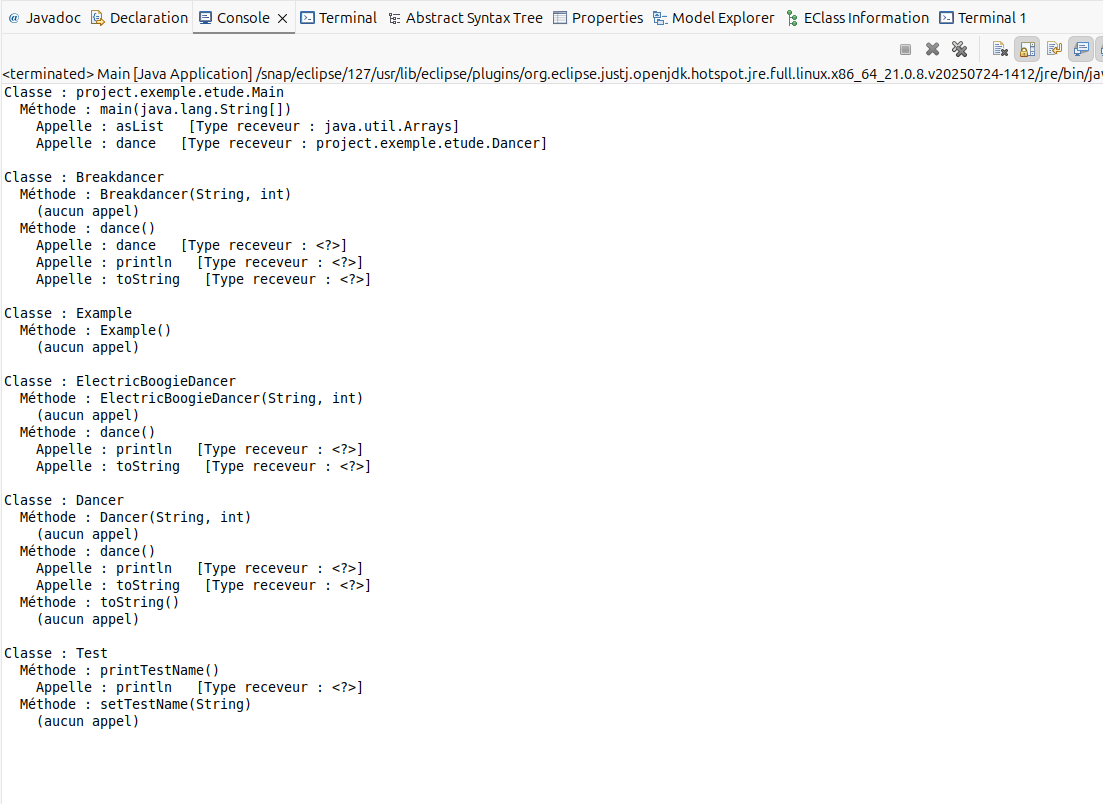 @ Javadoc Declaration Console Terminal Abstract Syntax Tree Properties Model Explorer EClass Information Terminal 1
<terminated> Main [Java Application] /snap/eclipse/127/usr/lib/eclipse/plugins/org.eclipse.justj.openjdk.hotspot.jre.full.linux.x86_64_21.0.8.v20250724-1412/jre/bin/jav
Classe : project.exemple.etude.Main
  Méthode : main(java.lang.String[])
    Appelle : asList   [Type receveur : java.util.Arrays]
    Appelle : dance   [Type receveur : project.exemple.etude.Dancer]

Classe : Breakdancer
  Méthode : Breakdancer(String, int)
    (aucun appel)
  Méthode : dance()
    Appelle : dance   [Type receveur : <?>]
    Appelle : println   [Type receveur : <?>]
    Appelle : toString   [Type receveur : <?>]

Classe : Example
  Méthode : Example()
    (aucun appel)

Classe : ElectricBoogieDancer
  Méthode : ElectricBoogieDancer(String, int)
    (aucun appel)
  Méthode : dance()
    Appelle : println   [Type receveur : <?>]
    Appelle : toString   [Type receveur : <?>]

Classe : Dancer
  Méthode : Dancer(String, int)
    (aucun appel)
  Méthode : dance()
    Appelle : println   [Type receveur : <?>]
    Appelle : toString   [Type receveur : <?>]
  Méthode : toString()
    (aucun appel)

Classe : Test
  Méthode : printTestName()
    Appelle : println   [Type receveur : <?>]
  Méthode : setTestName(String)
    (aucun appel)